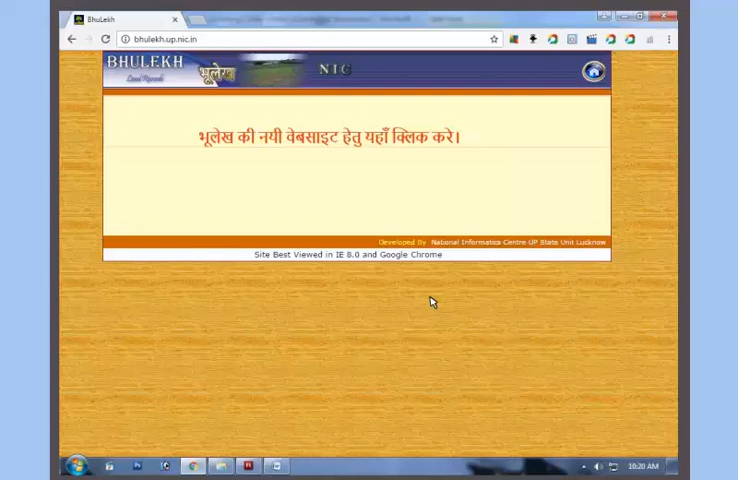 BhuLekh
bhulekh.up.nic.in
BHULEKH
Land Records
भूलेख
NIC
भूलेख की नयी वेबसाइट हेतु यहाँ क्लिक करे।
Developed By National Informatics Centre UP State Unit Lucknow
Site Best Viewed in IE 8.0 and Google Chrome
10:20 AM